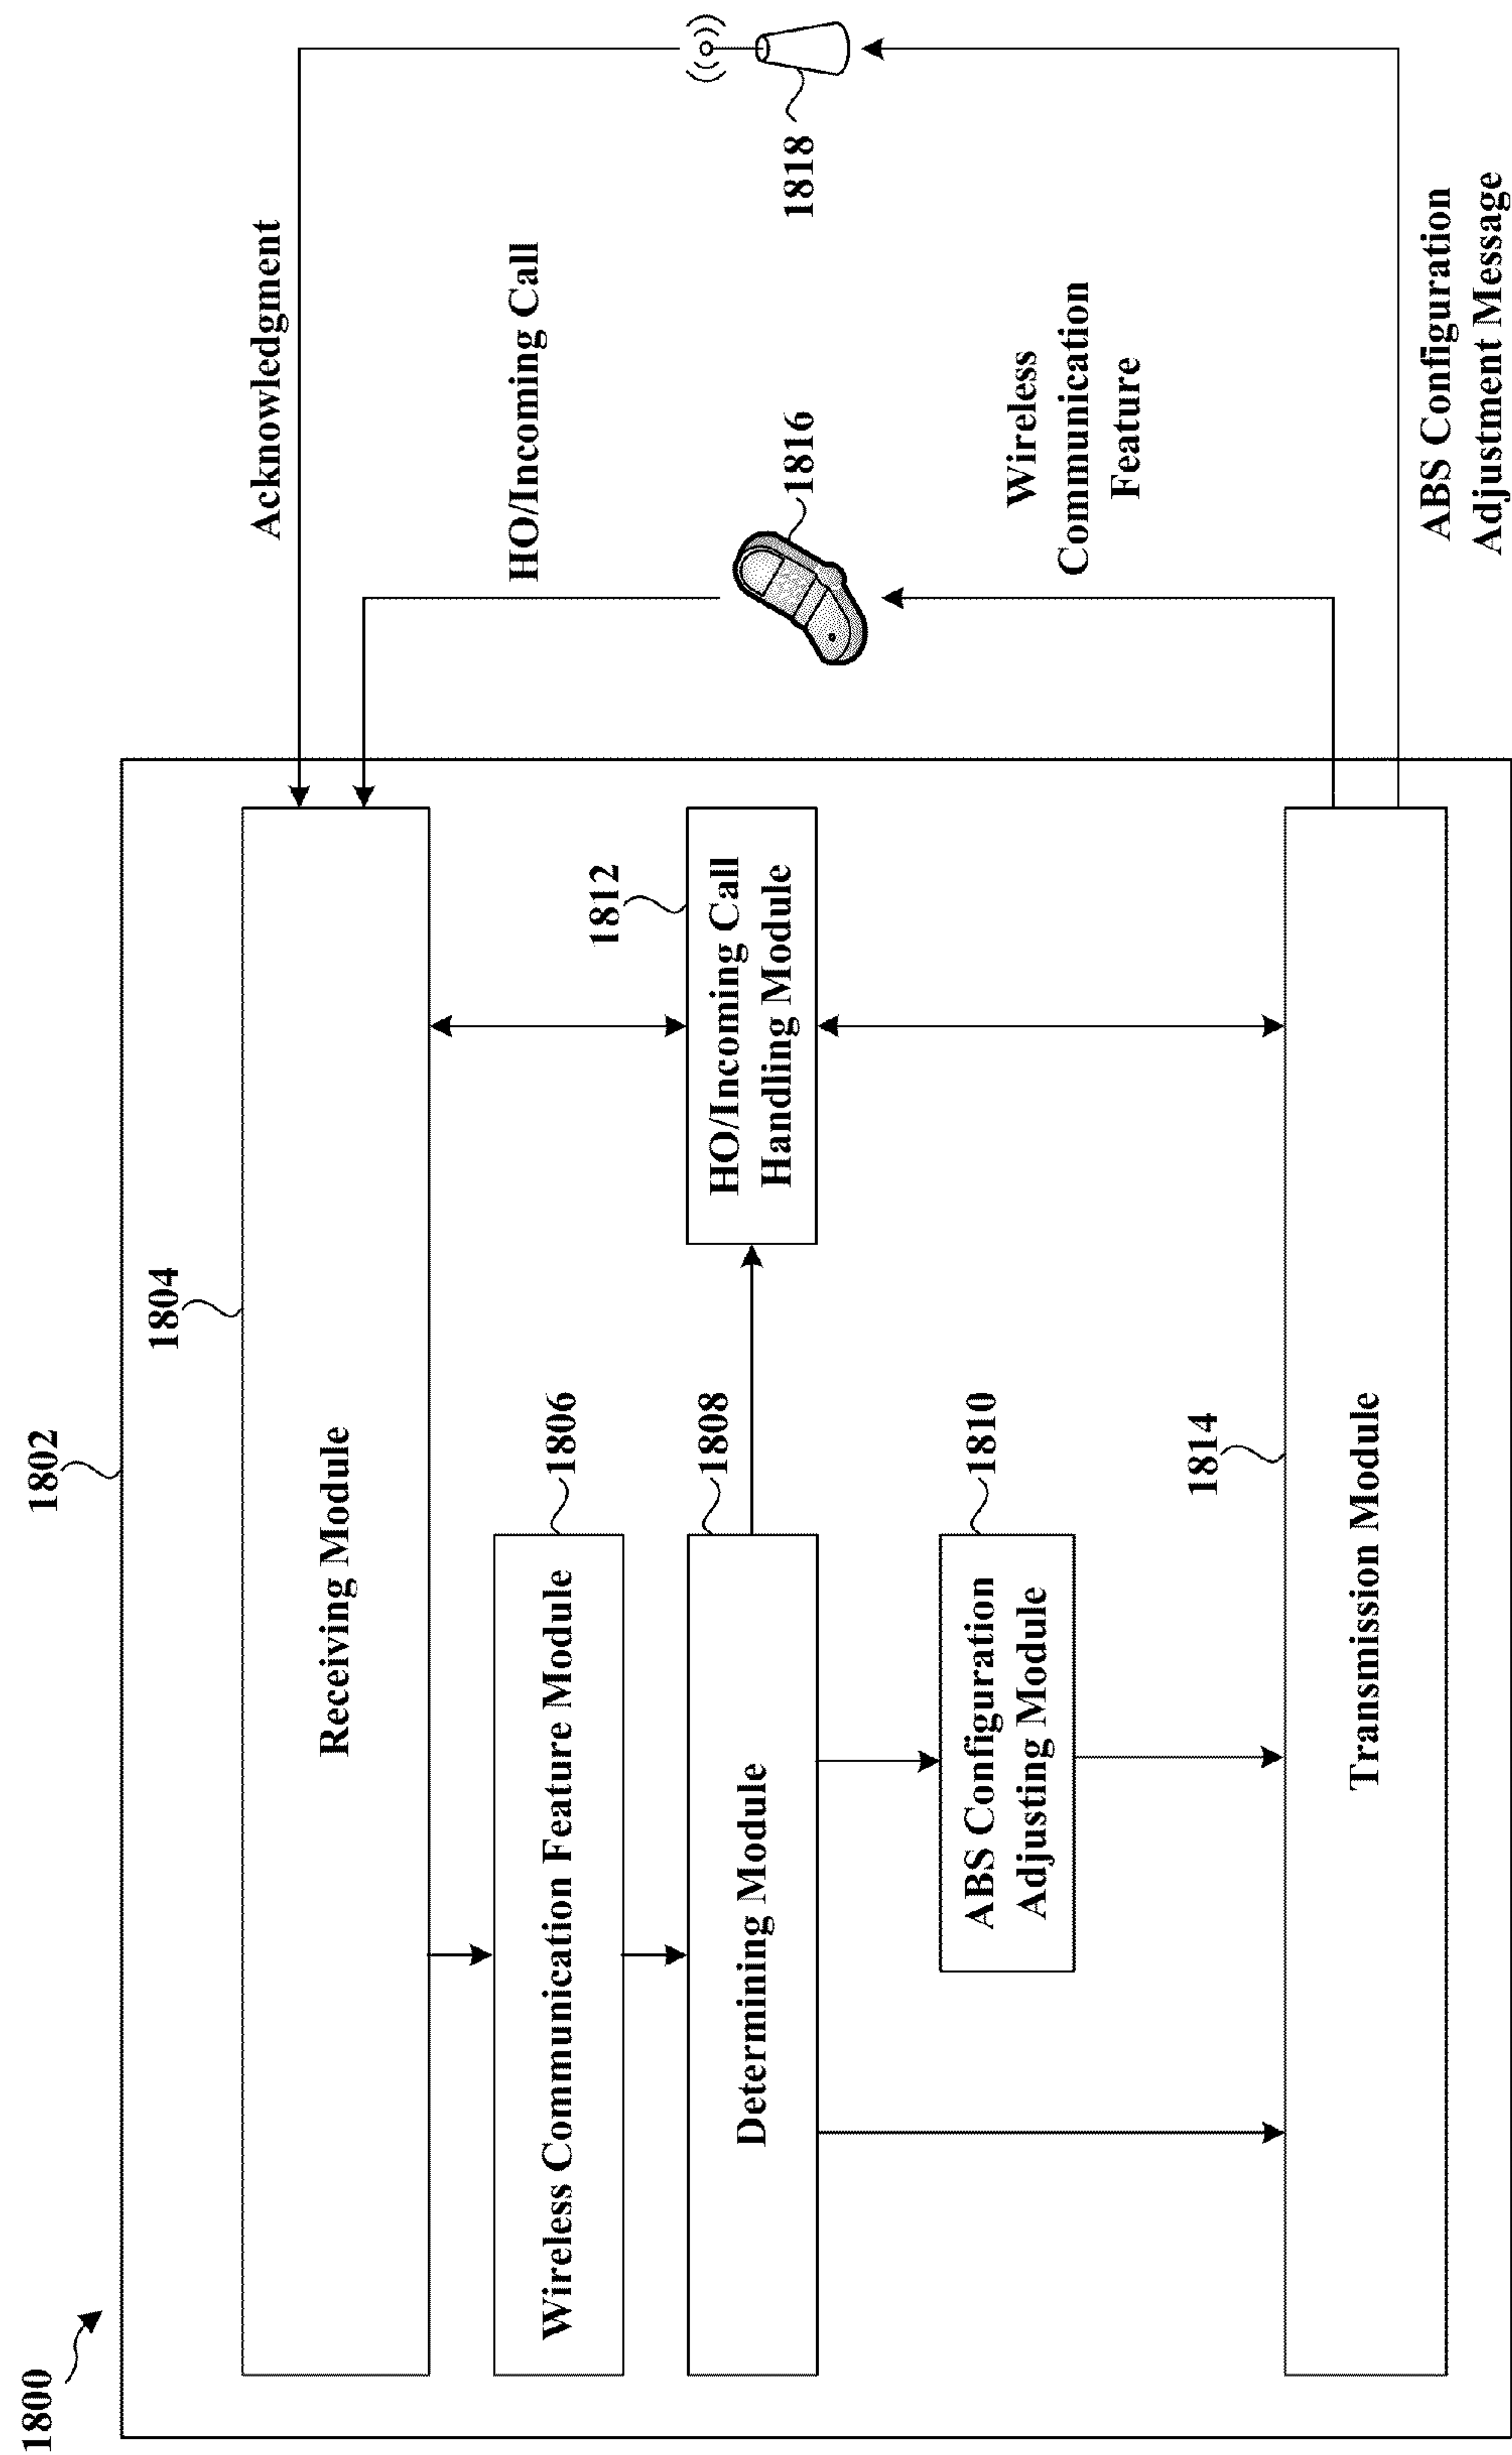 1800
1802
1804
Receiving Module
Acknowledgment
HO/Incoming Call
1806
Wireless Communication Feature Module
1808
Determining Module
1812
HO/Incoming Call
Handling Module
1816
1818
1810
ABS Configuration
Adjusting Module
Wireless
Communication
Feature
1814
Transmission Module
ABS Configuration
Adjustment Message